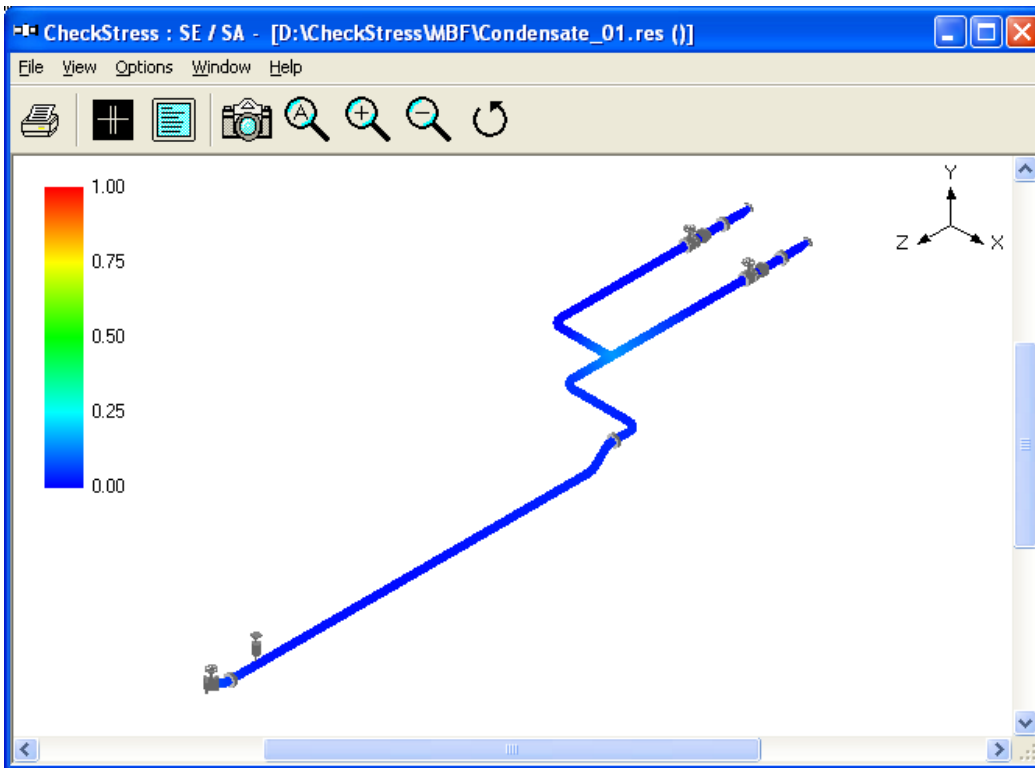 CheckStress : SE / SA - [D:\CheckStress\MBF\Condensate_01.res ()]
File View Options Window Help
A
1.00
0.75
0.50
0.25
0.00
Y
Z X